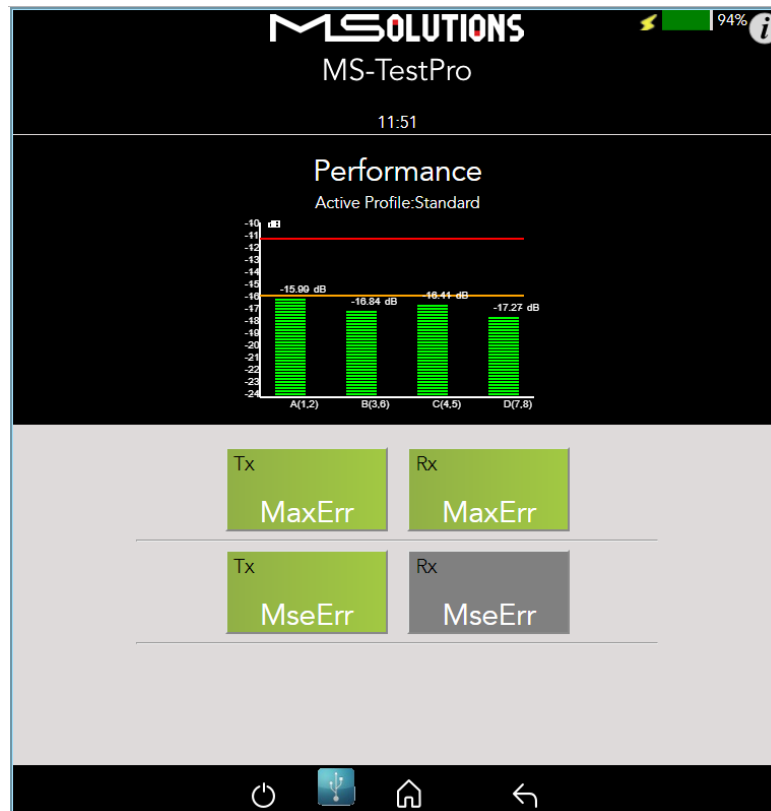 MSOLUTIONS
94%
i
MS-TestPro
11:51
Performance
Active Profile:Standard
-10 dB
-11
-12
-13
-14
-15
-16
-17
-18
-19
-20
-21
-22
-23
-24
-15.99 dB
-16.84 dB
-16.41 dB
-17.27 dB
A(1,2) B(3,6) C(4,5) D(7,8)
Tx
MaxErr
Rx
MaxErr
Tx
MseErr
Rx
MseErr